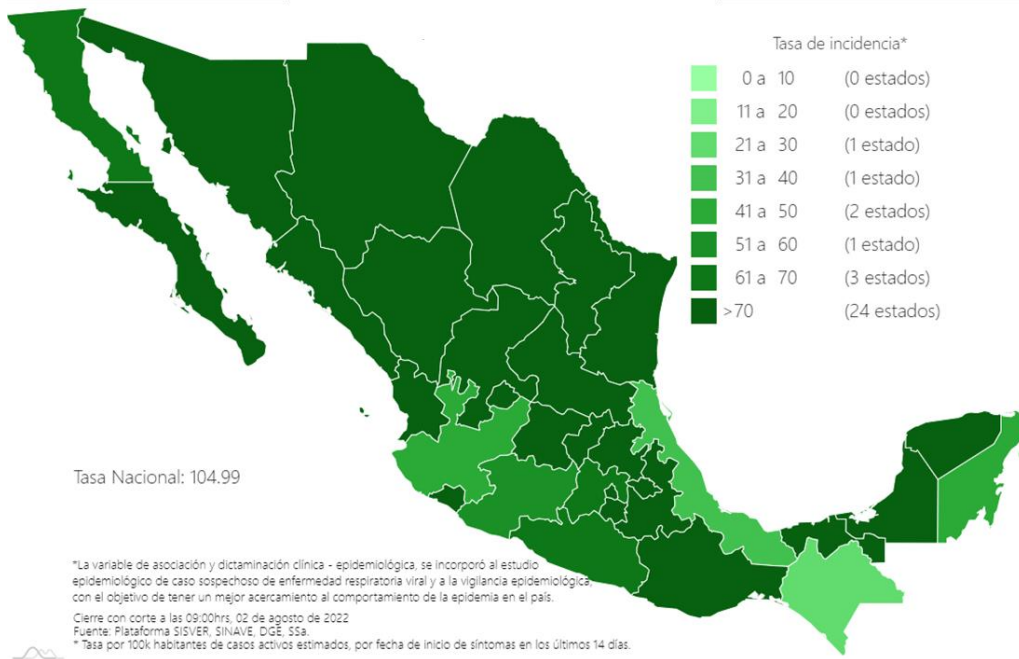 Tasa de incidencia*
0 a 10 (0 estados)
11 a 20 (0 estados)
21 a 30 (1 estado)
31 a 40 (1 estado)
41 a 50 (2 estados)
51 a 60 (1 estado)
61 a 70 (3 estados)
>70 (24 estados)
Tasa Nacional: 104.99
*La variable de asociación y dictaminación clínica - epidemiológica, se incorporó al estudio
epidemiológico de caso sospechoso de enfermedad respiratoria viral y a la vigilancia epidemiológica,
con el objetivo de tener un mejor acercamiento al comportamiento de la epidemia en el país.
Cierre con corte a las 09:00hrs, 02 de agosto de 2022
Fuente: Plataforma SISVER, SINAVE, DGE, SSa.
* Tasa por 100k habitantes de casos activos estimados, por fecha de inicio de síntomas en los últimos 14 días.